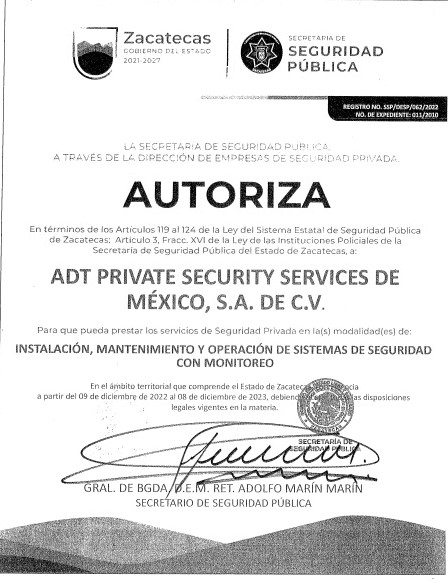 Zacatecas
GOBIERNO DEL ESTADO
2021-2027
SECRETARÍA DE
SEGURIDAD
PÚBLICA
REGISTRO NO. SSP/DESP/062/2022
NO. DE EXPEDIENTE: 011/2010
LA SECRETARÍA DE SEGURIDAD PÚBLICA,
A TRAVÉS DE LA DIRECCIÓN DE EMPRESAS DE SEGURIDAD PRIVADA,
AUTORIZA
En términos de los Artículos 119 al 124 de la Ley del Sistema Estatal de Seguridad Pública
de Zacatecas; Artículo 3, Fracc. XVI de la Ley de las Instituciones Policiales de la
Secretaría de Seguridad Pública del Estado de Zacatecas, a:
ADT PRIVATE SECURITY SERVICES DE
MÉXICO, S.A. DE C.V.
Para que pueda prestar los servicios de Seguridad Privada en la(s) modalidad(es) de:
INSTALACIÓN, MANTENIMIENTO Y OPERACIÓN DE SISTEMAS DE SEGURIDAD
CON MONITOREO
En el ámbito territorial que comprende el Estado de Zacatecas,
a partir del 09 de diciembre de 2022 al 08 de diciembre de 2023, debiendo las disposiciones
legales vigentes en la materia.
SECRETARÍA DE
SEGURIDAD PÚBLICA
GRAL. DE BGDA. D.E.M. RET. ADOLFO MARÍN MARÍN
SECRETARIO DE SEGURIDAD PÚBLICA